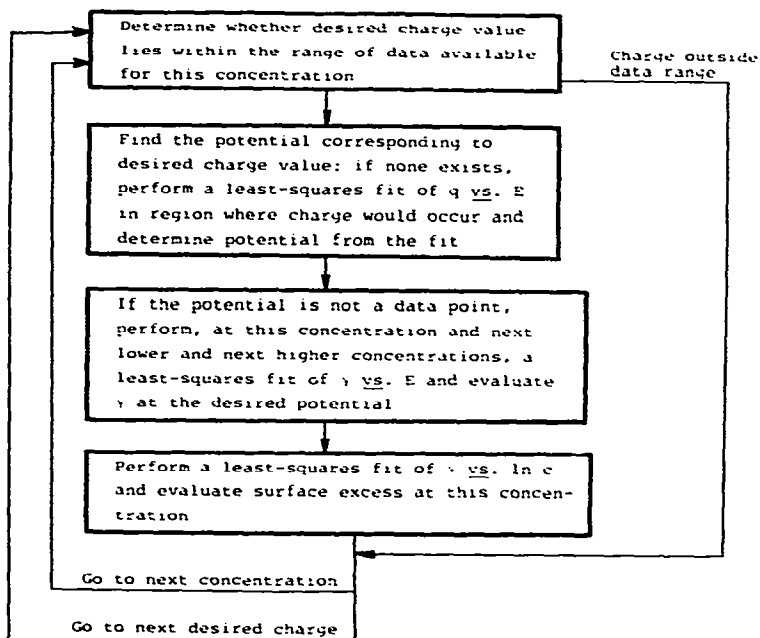 Determine whether desired charge value
lies within the range of data available
for this concentration
Charge outside
data range
Find the potential corresponding to
desired charge value: if none exists,
perform a least-squares fit of q vs. E
in region where charge would occur and
determine potential from the fit
If the potential is not a data point,
perform, at this concentration and next
lower and next higher concentrations, a
least-squares fit of γ vs. E and evaluate
γ at the desired potential
Perform a least-squares fit of vs. ln c
and evaluate surface excess at this concen-
tration
Go to next concentration
Go to next desired charge